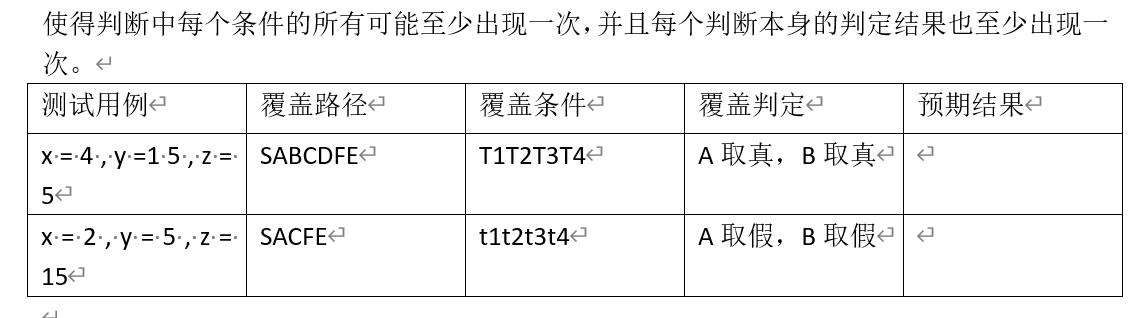 使得判断中每个条件的所有可能至少出现一次，并且每个判断本身的判定结果也至少出现一
次。
测试用例 覆盖路径 覆盖条件 覆盖判定 预期结果
x = 4 , y =1 5 , z = SABCDFE T1T2T3T4 A 取真，B 取真
5
x = 2 , y = 5 , z = SACFE t1t2t3t4 A 取假，B 取假
15